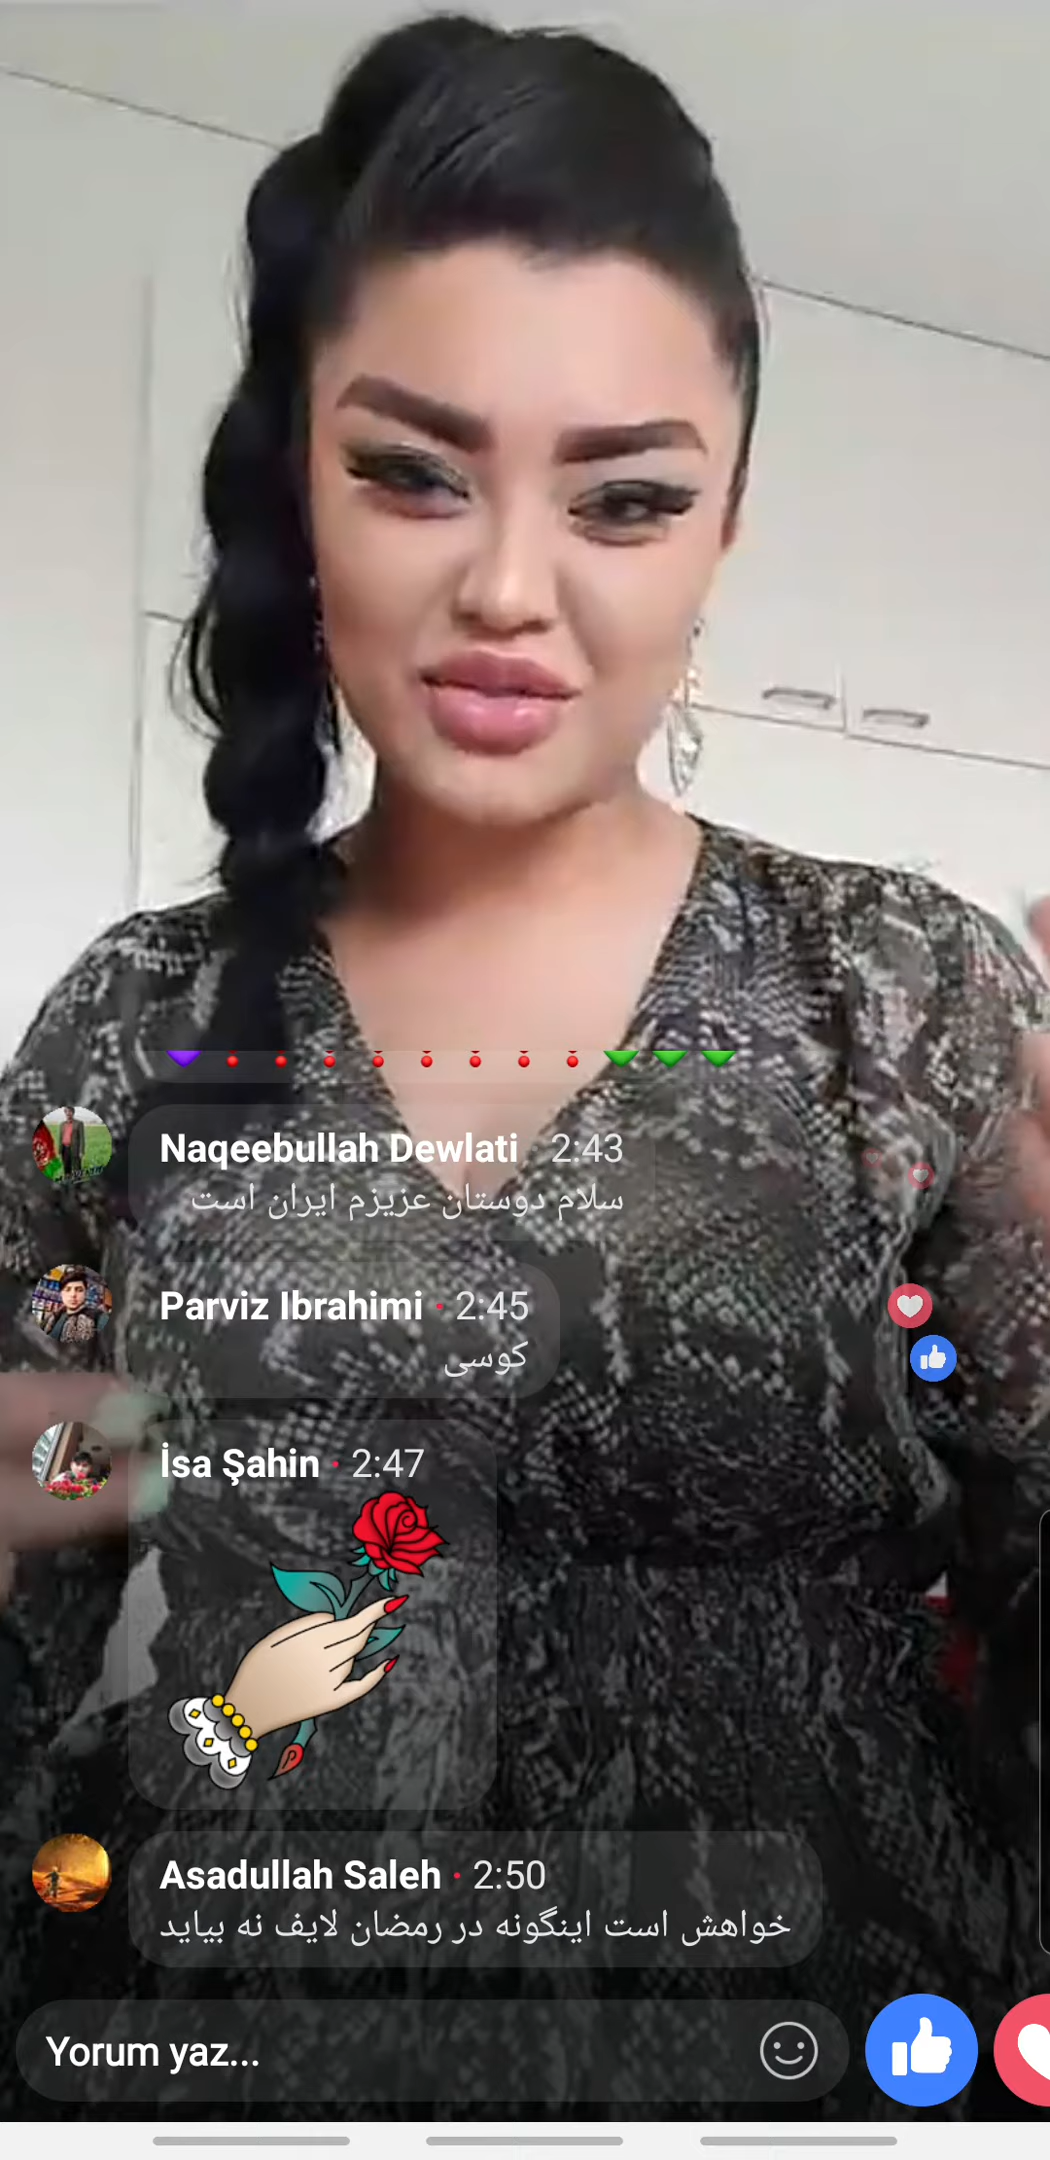 Naqeebullah Dewlati 2:43
سلام دوستان عزیزم ایران است
Parviz Ibrahimi · 2:45
کوسی
İsa Şahin · 2:47
Asadullah Saleh · 2:50
خواهش است اینگونه در رمضان لایف نه بیاید
Yorum yaz...